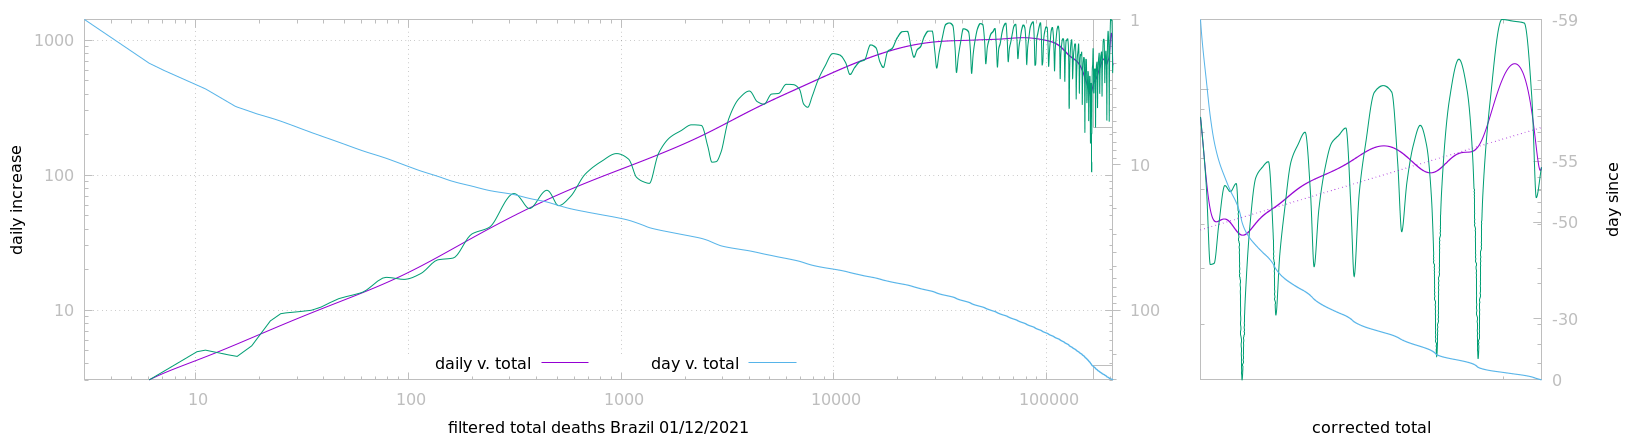 daily increase
1000
100
10
10
100
1000
10000
100000
1
10
100
daily v. total
day v. total
filtered total deaths Brazil 01/12/2021
-59
-55
-50
-30
0
day since
corrected total